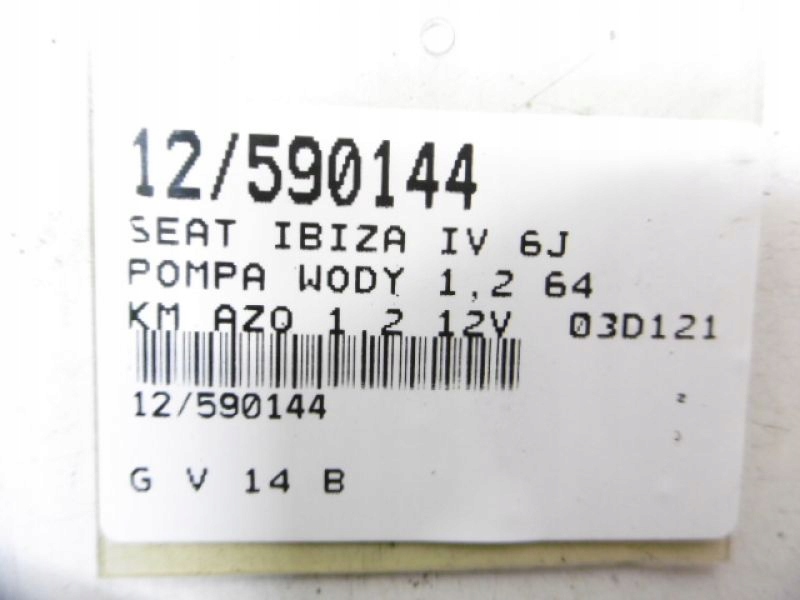 12/590144
SEAT IBIZA IV 6J
POMPA WODY 1,2 64
KM AZQ 1,2 12V 03D121
12/590144
G V 14 B